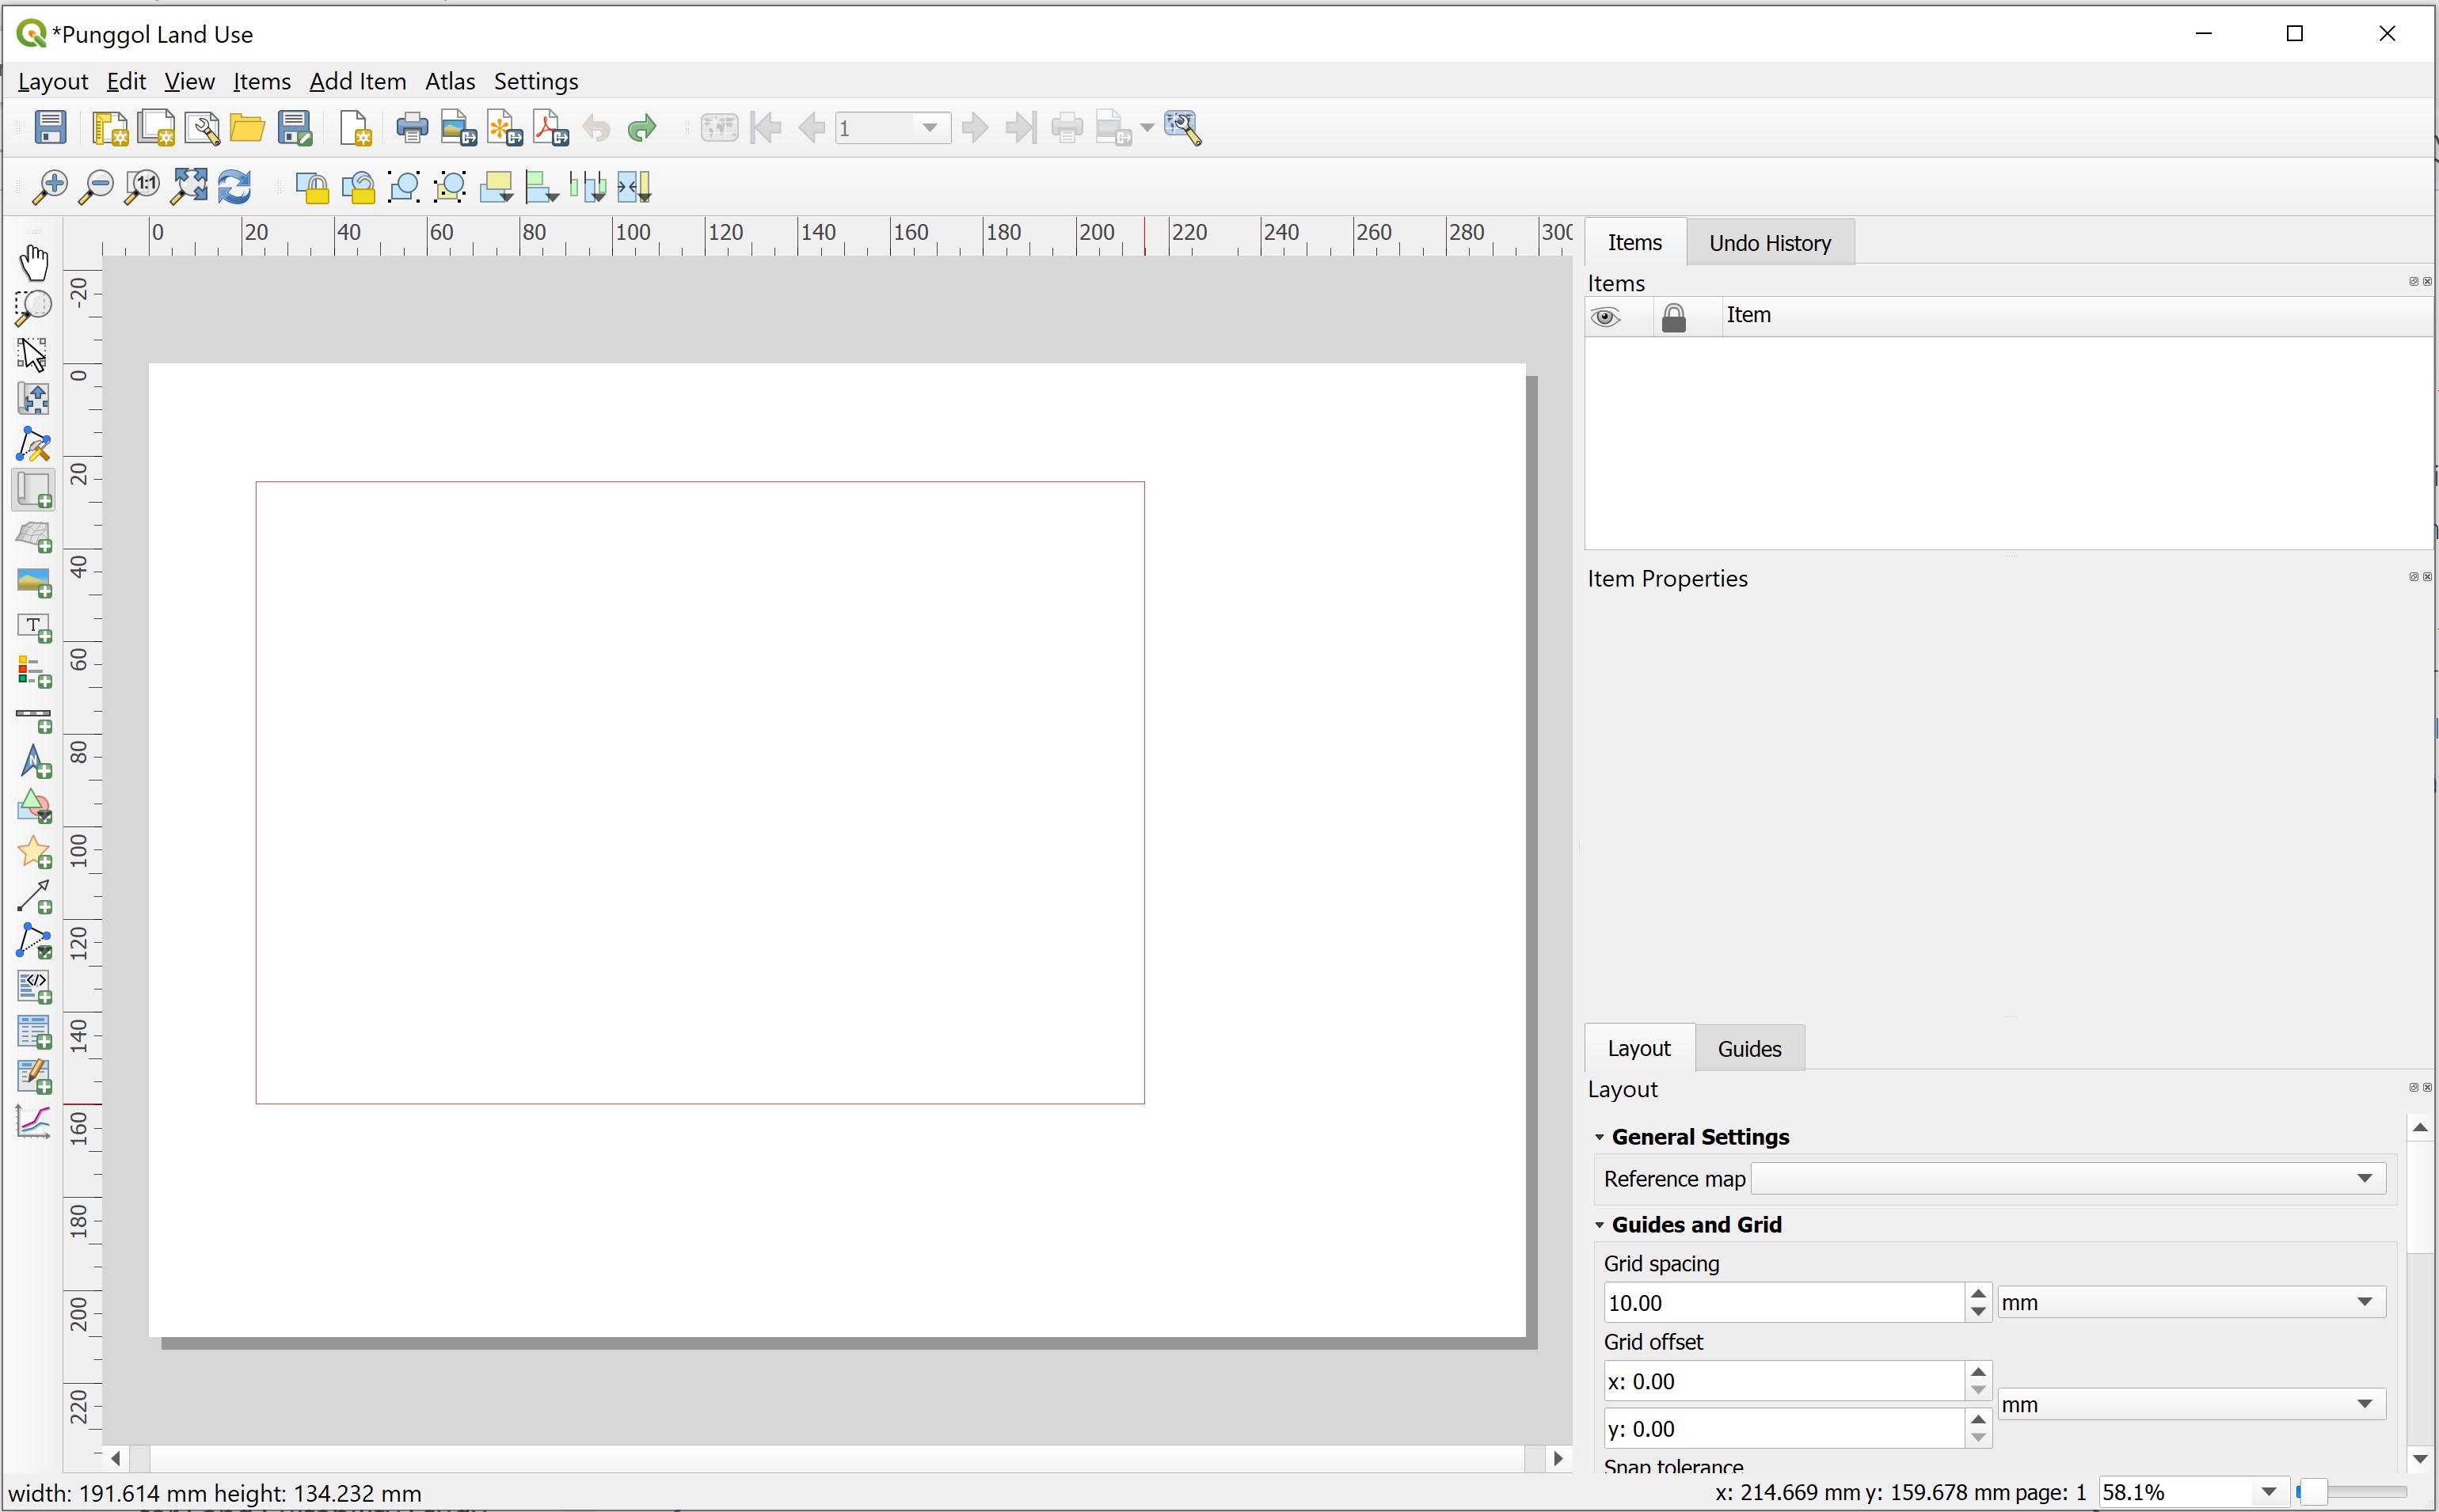 *Punggol Land Use
Layout Edit View Items Add Item Atlas Settings
1
1:1
0 20 40 60 80 100 120 140 160 180 200 220 240 260 280 300
-20
0
20
40
60
80
100
120
140
160
180
200
220
Items Undo History
Items
Item
Item Properties
T
N
</>
Layout Guides
Layout
General Settings
Reference map
Guides and Grid
Grid spacing
10.00 mm
Grid offset
x: 0.00
mm
y: 0.00
Snap tolerance
width: 191.614 mm height: 134.232 mm x: 214.669 mm y: 159.678 mm page: 1 58.1%